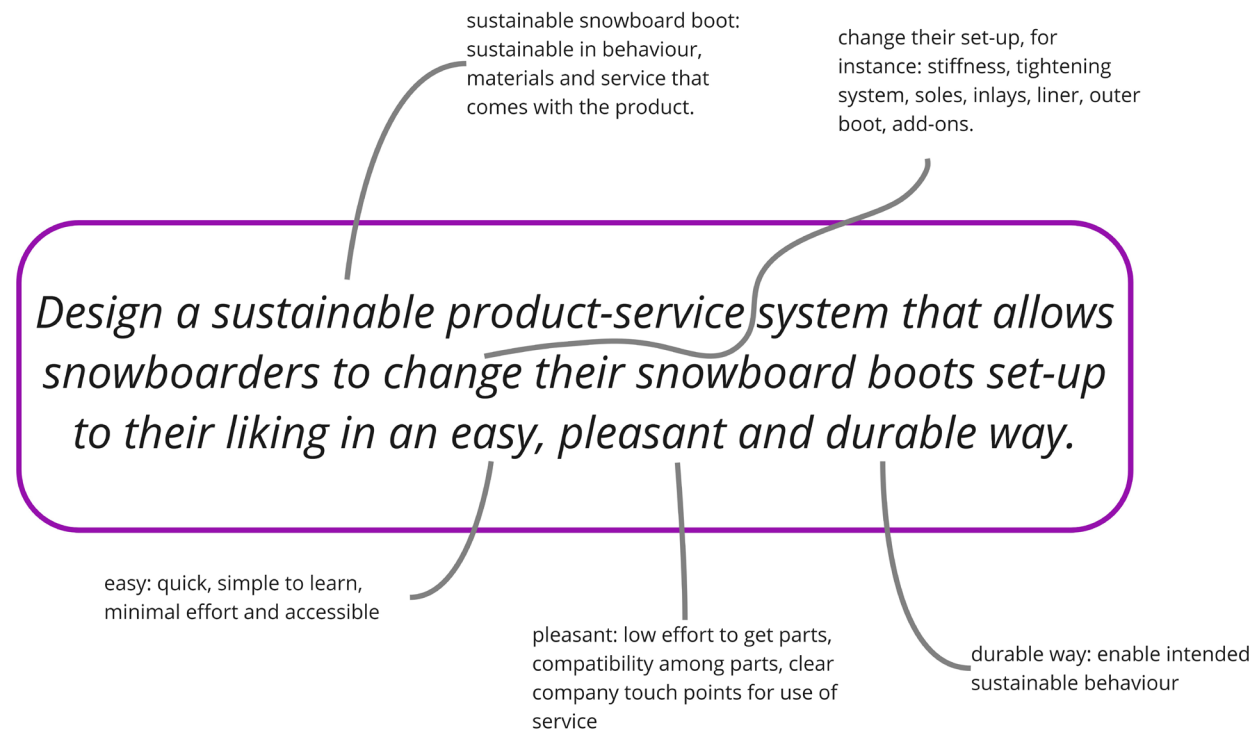 sustainable snowboard boot:
sustainable in behaviour,
materials and service that
comes with the product.
change their set-up, for
instance: stiffness, tightening
system, soles, inlays, liner, outer
boot, add-ons.
Design a sustainable product-service system that allows
snowboarders to change their snowboard boots set-up
to their liking in an easy, pleasant and durable way.
easy: quick, simple to learn,
minimal effort and accessible
pleasant: low effort to get parts,
compatibility among parts, clear
company touch points for use of
service
durable way: enable intended
sustainable behaviour